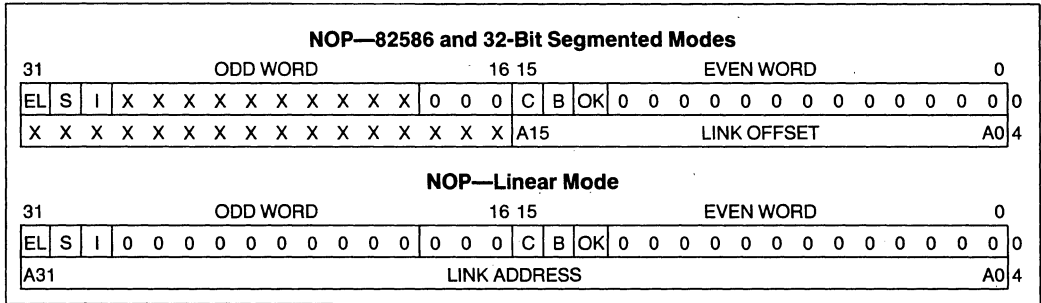 NOP—82586 and 32-Bit Segmented Modes
31 ODD WORD 16 15 EVEN WORD 0
EL S I X X X X X X X X X X 0 0 0 C B OK 0 0 0 0 0 0 0 0 0 0 0 0 0 0
X X X X X X X X X X X X X X X X A15 LINK OFFSET A0 4
NOP—Linear Mode
31 ODD WORD 16 15 EVEN WORD 0
EL S I 0 0 0 0 0 0 0 0 0 0 0 0 0 C B OK 0 0 0 0 0 0 0 0 0 0 0 0 0 0
A31 LINK ADDRESS A0 4